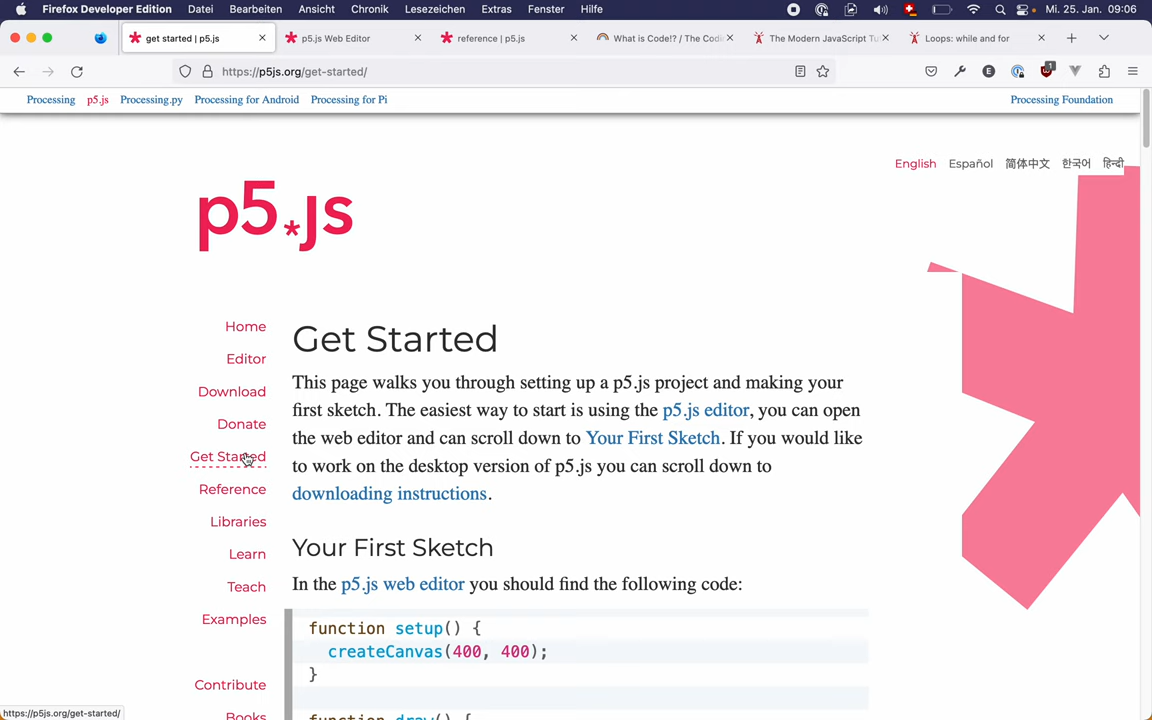 Firefox Developer Edition Datei Bearbeiten Ansicht Chronik Lesezeichen Extras Fenster Hilfe Mi. 25. Jan. 09:06
get started | p5.js p5.js Web Editor reference | p5.js What is Code!? / The Codi The Modern JavaScript Tu Loops: while and for
https://p5js.org/get-started/
1
Processing p5.js Processing.py Processing for Android Processing for Pi Processing Foundation
English Español 简体中文 한국어 हिन्दी
p5.js
Home
Editor
Download
Donate
Get Started
Reference
Libraries
Learn
Teach
Examples
Contribute
Books
Get Started
This page walks you through setting up a p5.js project and making your
first sketch. The easiest way to start is using the p5.js editor, you can open
the web editor and can scroll down to Your First Sketch. If you would like
to work on the desktop version of p5.js you can scroll down to
downloading instructions.
Your First Sketch
In the p5.js web editor you should find the following code:
function setup() {
createCanvas(400, 400);
}
function draw() {
https://p5js.org/get-started/